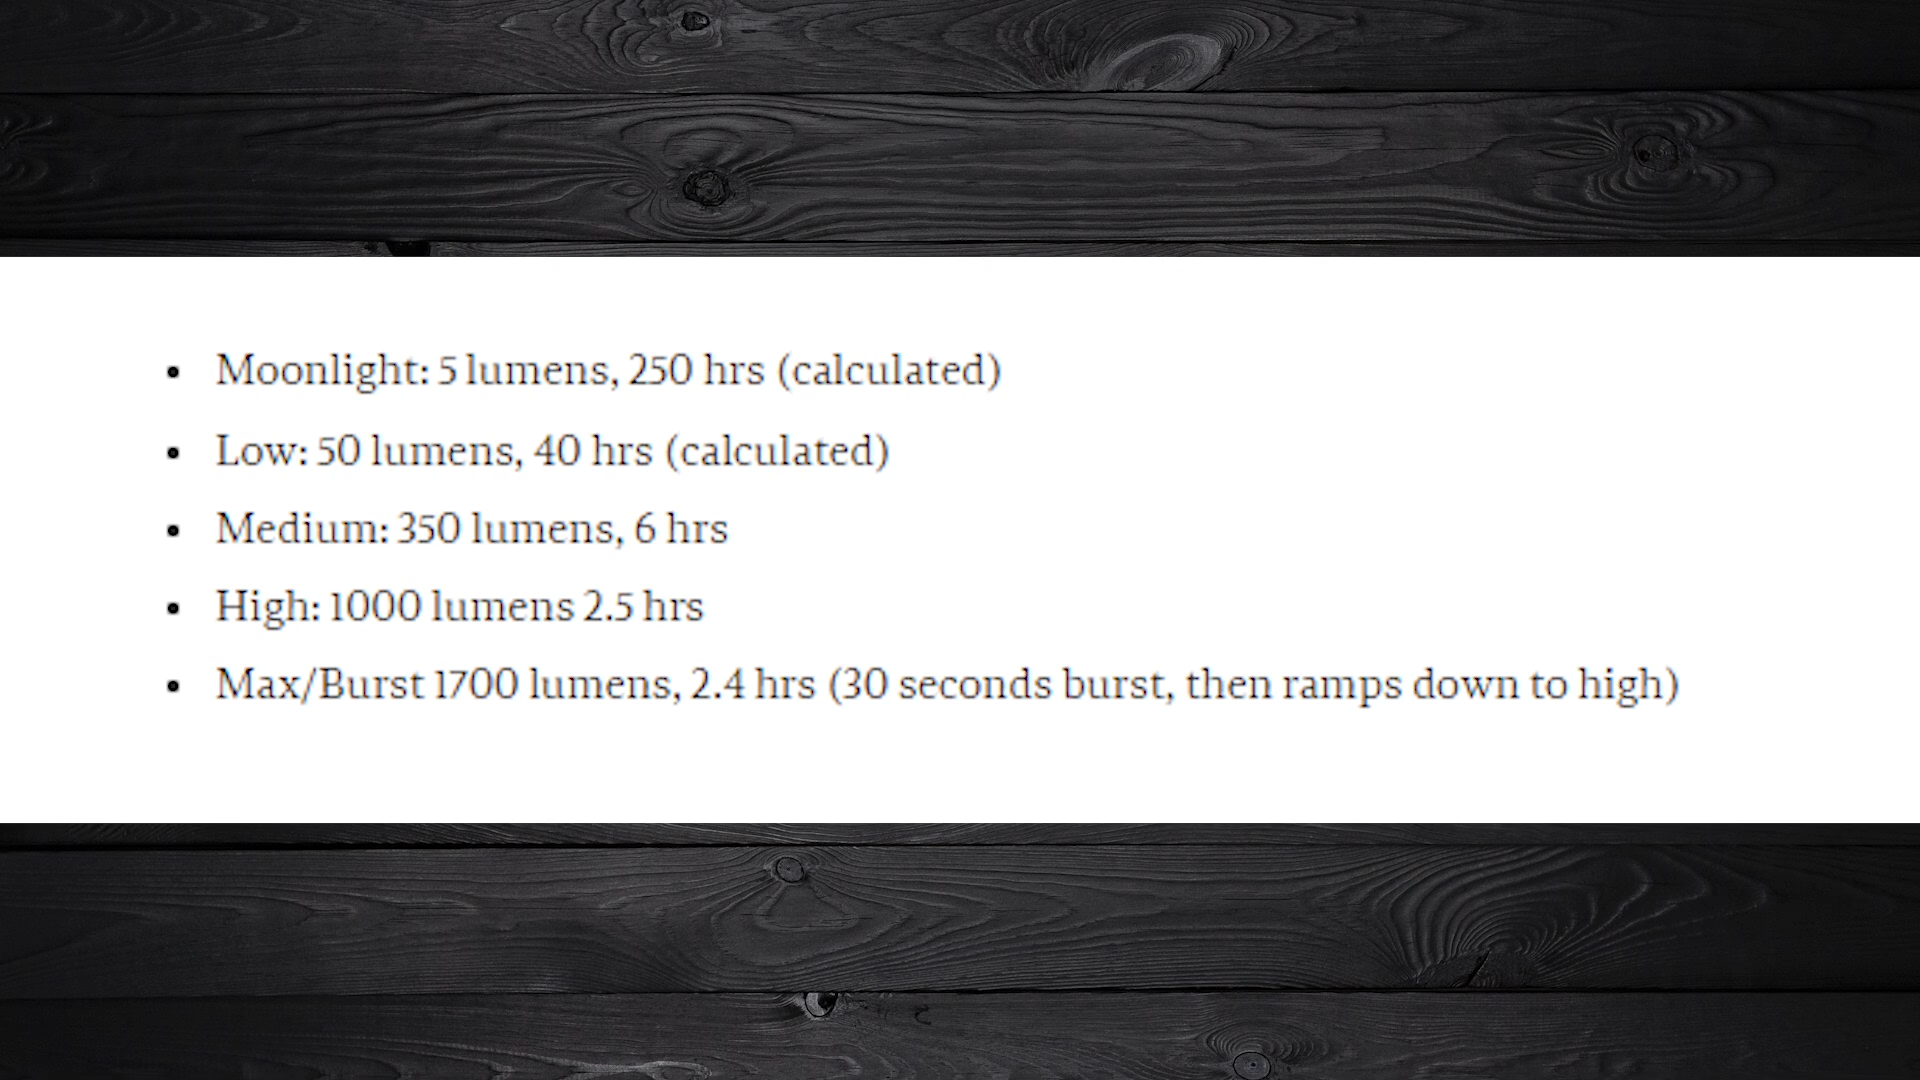 • Moonlight: 5 lumens, 250 hrs (calculated)
• Low: 50 lumens, 40 hrs (calculated)
• Medium: 350 lumens, 6 hrs
• High: 1000 lumens 2.5 hrs
• Max/Burst 1700 lumens, 2.4 hrs (30 seconds burst, then ramps down to high)